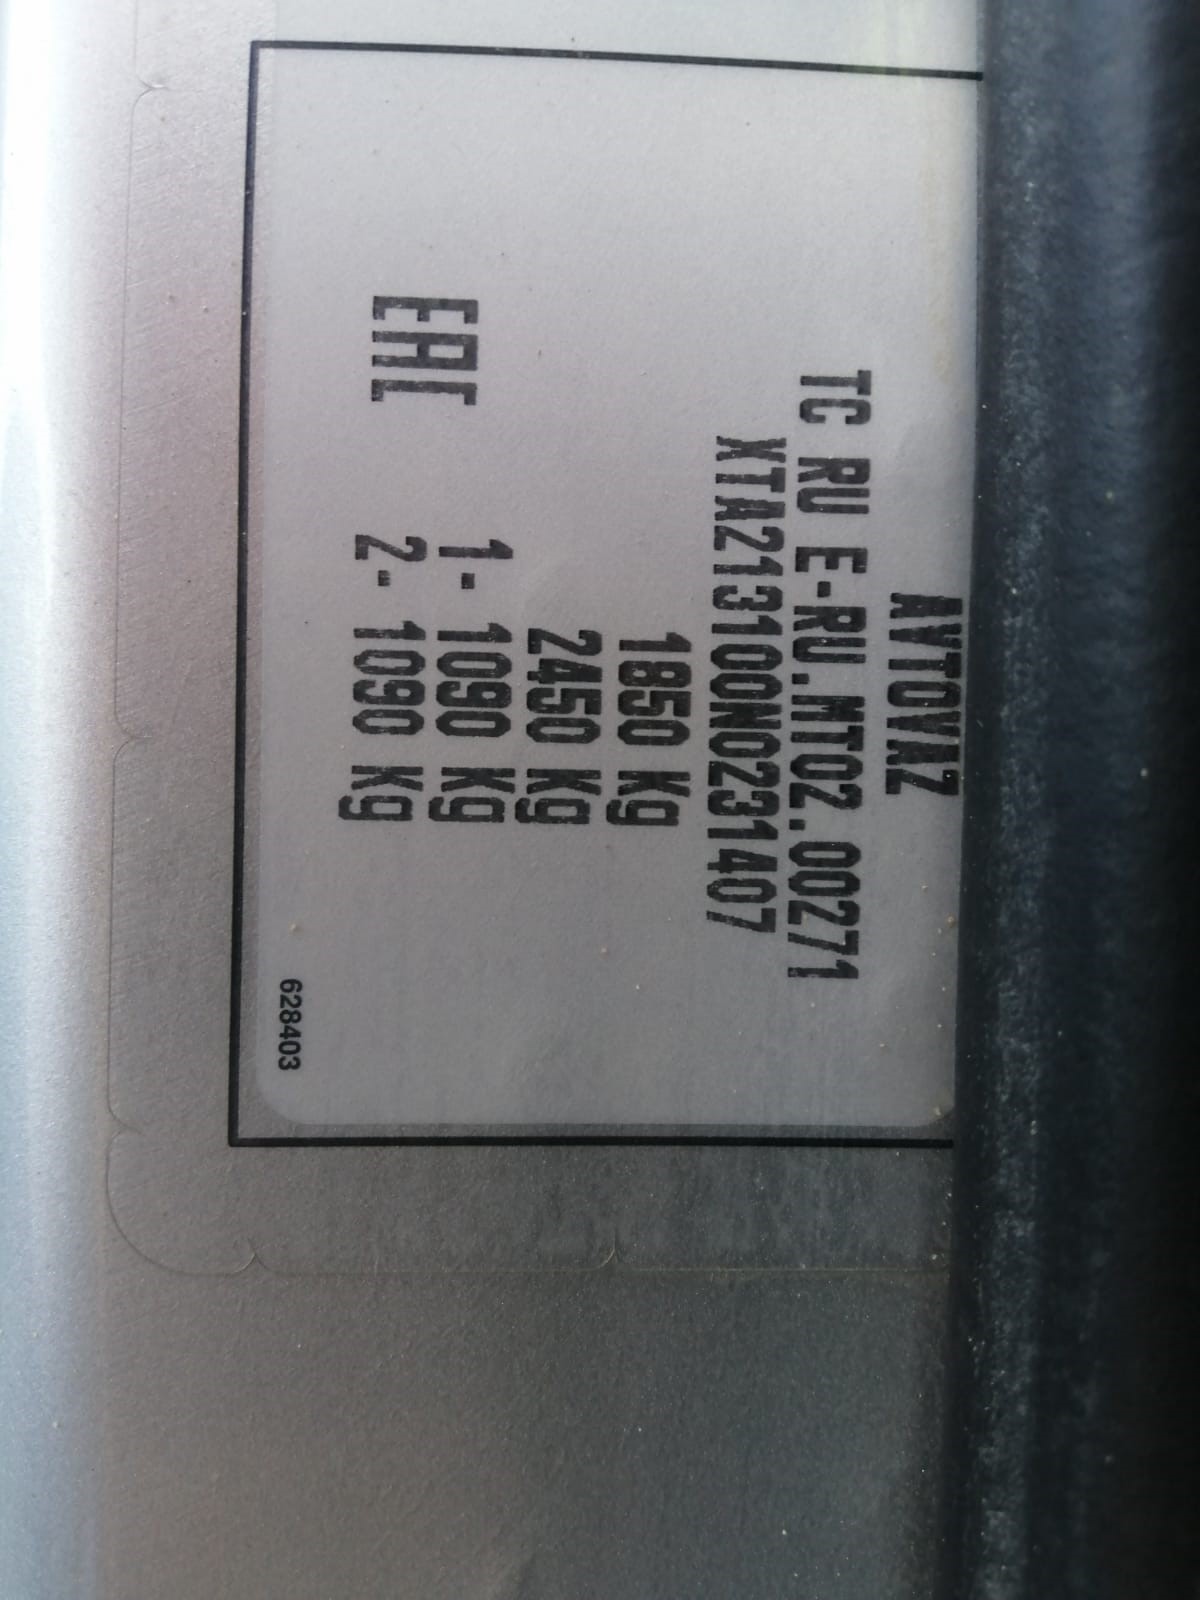 AVTOVAZ
TC RU E-RU.MT02.00271
XTA213100N0231407
1850 Kg
2450 Kg
EAC 1- 1090 Kg
2- 1090 Kg
628403